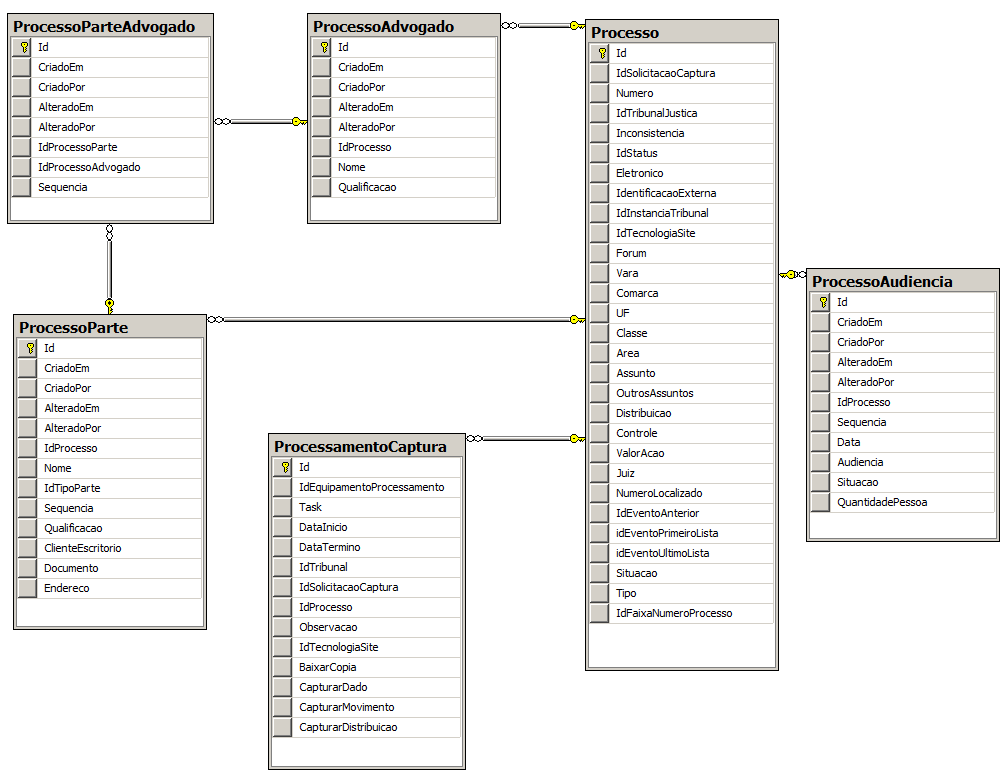 ProcessoParteAdvogado
Id
CriadoEm
CriadoPor
AlteradoEm
AlteradoPor
IdProcessoParte
IdProcessoAdvogado
Sequencia
ProcessoAdvogado
Id
CriadoEm
CriadoPor
AlteradoEm
AlteradoPor
IdProcesso
Nome
Qualificacao
Processo
Id
IdSolicitacaoCaptura
Numero
IdTribunalJustica
Inconsistencia
IdStatus
Eletronico
IdentificacaoExterna
IdInstanciaTribunal
IdTecnologiaSite
Forum
Vara
Comarca
UF
Classe
Area
Assunto
OutrosAssuntos
Distribuicao
Controle
ValorAcao
Juiz
NumeroLocalizado
IdEventoAnterior
idEventoPrimeiroLista
idEventoUltimoLista
Situacao
Tipo
IdFaixaNumeroProcesso
ProcessoAudiencia
Id
CriadoEm
CriadoPor
AlteradoEm
AlteradoPor
IdProcesso
Sequencia
Data
Audiencia
Situacao
QuantidadePessoa
ProcessoParte
Id
CriadoEm
CriadoPor
AlteradoEm
AlteradoPor
IdProcesso
Nome
IdTipoParte
Sequencia
Qualificacao
ClienteEscritorio
Documento
Endereco
ProcessamentoCaptura
Id
IdEquipamentoProcessamento
Task
DataInicio
DataTermino
IdTribunal
IdSolicitacaoCaptura
IdProcesso
Observacao
IdTecnologiaSite
BaixarCopia
CapturarDado
CapturarMovimento
CapturarDistribuicao